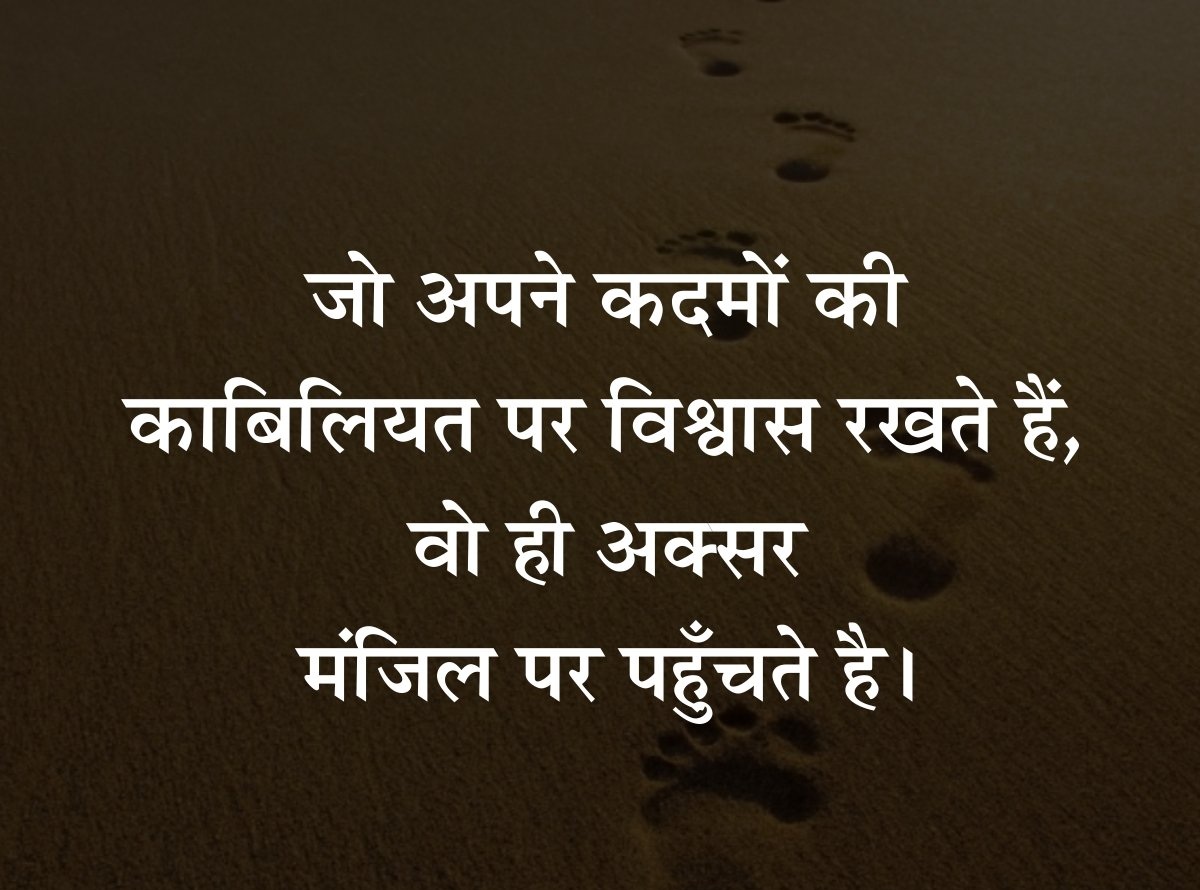 जो अपने कदमों की
काबिलियत पर विश्वास रखते हैं,
वो ही अक्सर
मंजिल पर पहुँचते है।